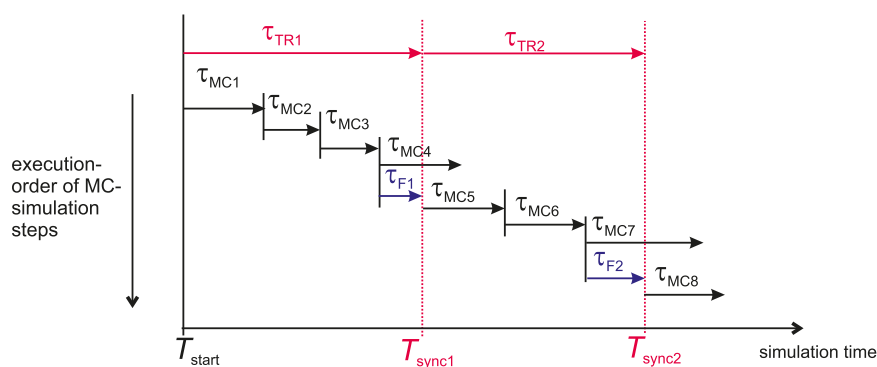 τTR1
τTR2
τMC1
τMC2
τMC3
τMC4
τF1
τMC5
τMC6
τMC7
τF2
τMC8
execution-
order of MC-
simulation
steps
Tstart
Tsync1
Tsync2
simulation time